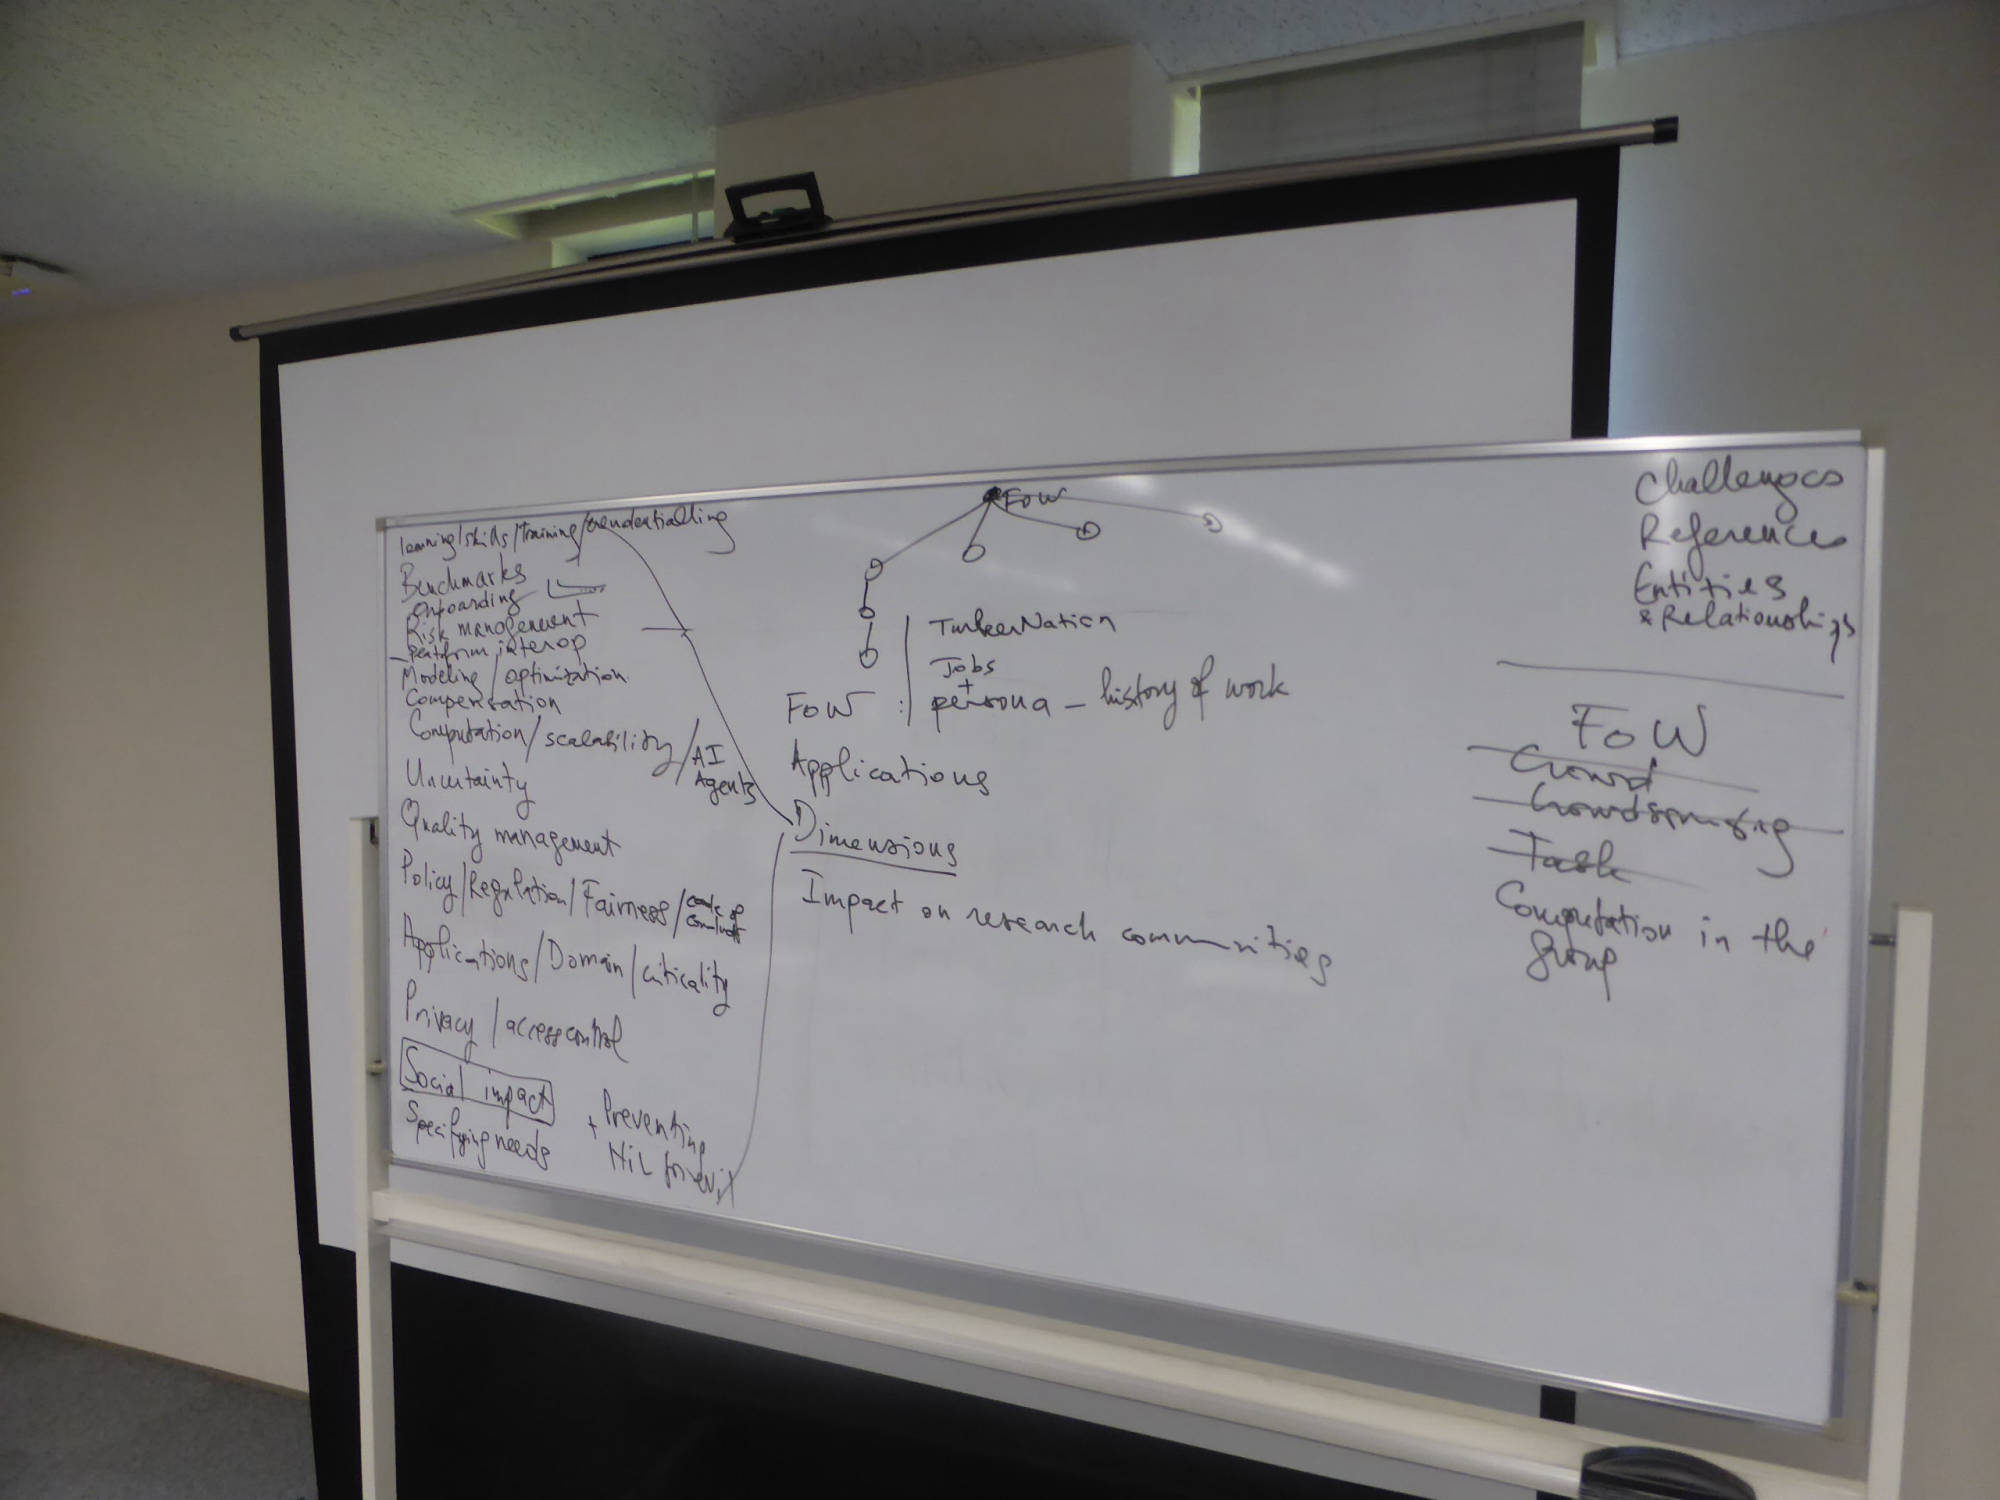 learning/skills/training/crendentialling
Benchmarks
Onboarding
Risk management
Platform interop
Modeling/optimization
Compensation
Computation/scalability/AI
Agents
Uncertainty
Quality management
Policy/Regulation/Fairness/code of
conduct
Applications/Domain/criticality
Privacy/access control
Social impact
Specifying needs
+ Preventing
HiL forever
FoW
TurkerNation
Jobs
+
FoW : persona - history of work
Applications
Dimensions
Impact on research communities
Challenges
References
Entities
& Relationships
FoW
Crowd
Crowdsourcing
Task
Computation in the